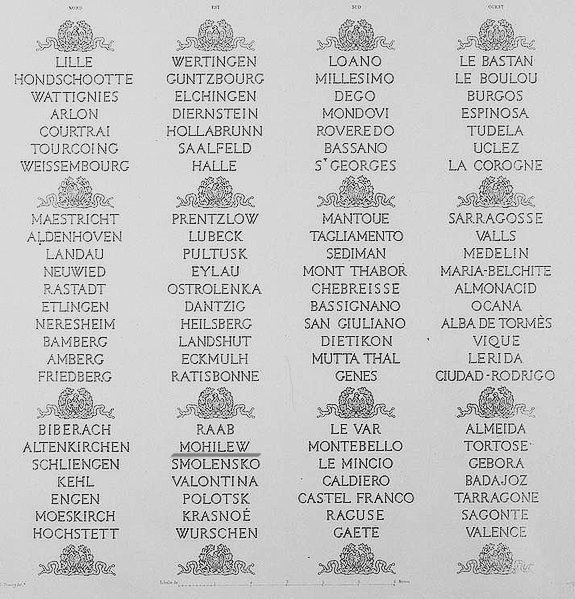 NORD
LILLE
HONDSCHOOTTE
WATTIGNIES
ARLON
COURTRAI
TOURCOING
WEISSEMBOURG
MAESTRICHT
ALDENHOVEN
LANDAU
NEUWIED
RASTADT
ETLINGEN
NERESHEIM
BAMBERG
AMBERG
FRIEDBERG
BIBERACH
ALTENKIRCHEN
SCHLIENGEN
KEHL
ENGEN
MOESKIRCH
HOCHSTETT
EST
WERTINGEN
GUNTZBOURG
ELCHINGEN
DIERNSTEIN
HOLLABRUNN
SAALFELD
HALLE
PRENTZLOW
LUBECK
PULTUSK
EYLAU
OSTROLENKA
DANTZIG
HEILSBERG
LANDSHUT
ECKMULH
RATISBONNE
RAAB
MOHILEW
SMOLENSKO
VALONTINA
POLOTSK
KRASNOÉ
WURSCHEN
SUD
LOANO
MILLESIMO
DEGO
MONDOVI
ROVEREDO
BASSANO
ST GEORGES
MANTOUE
TAGLIAMENTO
SEDIMAN
MONT THABOR
CHEBREISSE
BASSIGNANO
SAN GIULIANO
DIETIKON
MUTTA THAL
GENES
LE VAR
MONTEBELLO
LE MINCIO
CALDIERO
CASTEL FRANCO
RAGUSE
GAETE
OUEST
LE BASTAN
LE BOULOU
BURGOS
ESPINOSA
TUDELA
UCLEZ
LA COROGNE
SARRAGOSSE
VALLS
MEDELIN
MARIA-BELCHITE
ALMONACID
OCANA
ALBA DE TORMÈS
VIQUE
LERIDA
CIUDAD-RODRIGO
ALMEIDA
TORTOSE
GEBORA
BADAJOZ
TARRAGONE
SAGONTE
VALENCE
Echelle de